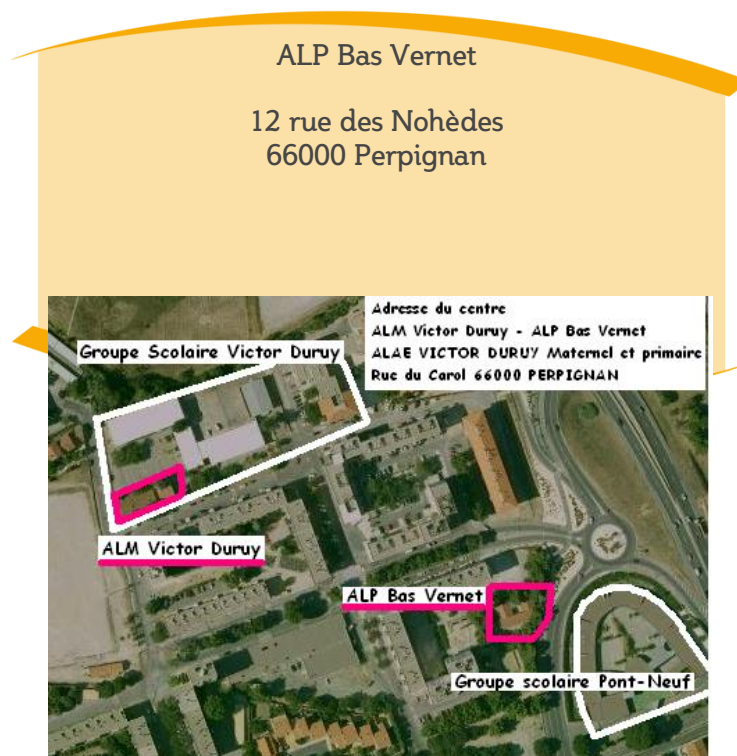 ALP Bas Vernet
12 rue des Nohèdes
66000 Perpignan
Adresse du centre
ALM Victor Duruy - ALP Bas Vernet
ALAE VICTOR DURUY Maternel et primaire
Rue du Carol 66000 PERPIGNAN
Groupe Scolaire Victor Duruy
ALM Victor Duruy
ALP Bas Vernet
Groupe scolaire Pont-Neuf